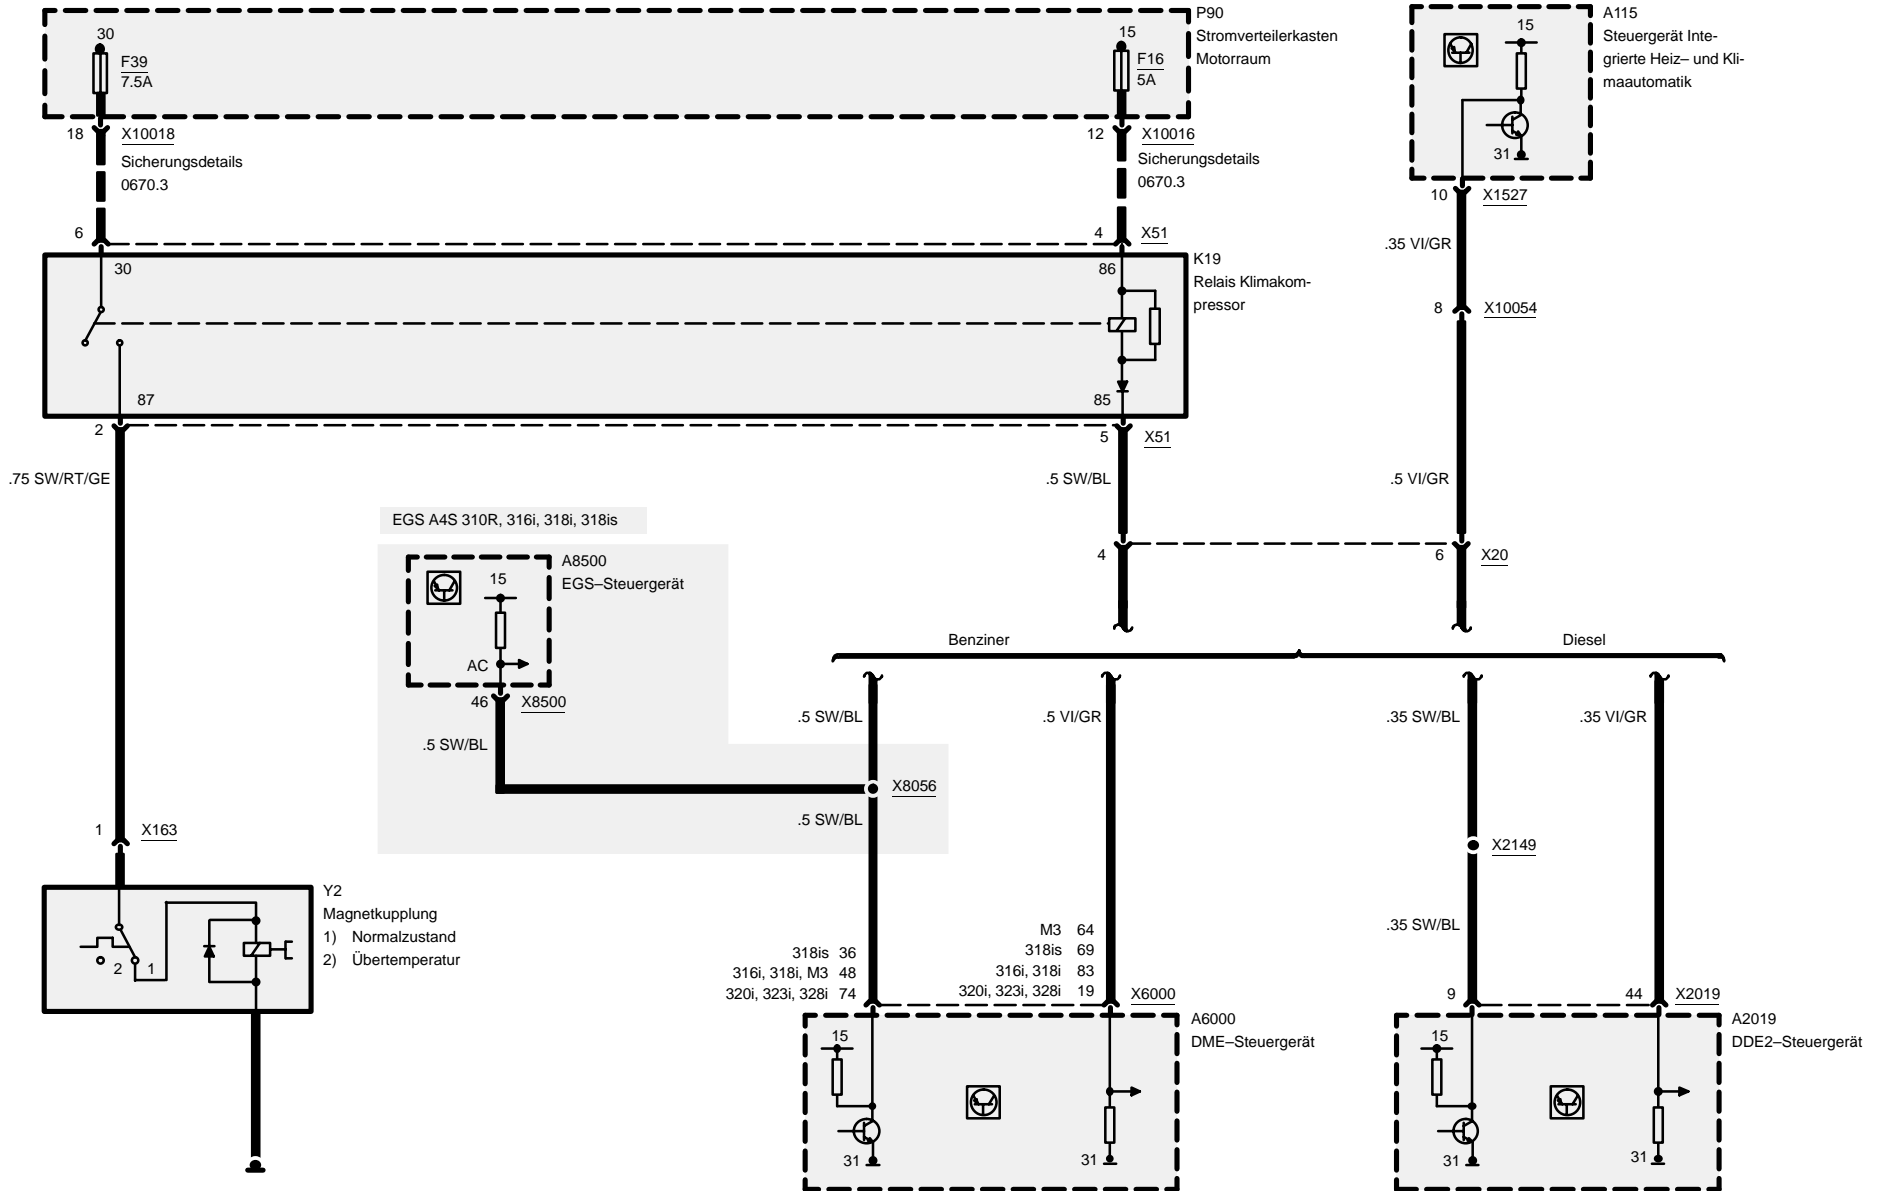 P90
Stromverteilerkasten
Motorraum
30
F39
7.5A
15
F16
5A
A115
Steuergerät Inte-
grierte Heiz– und Kli-
maautomatik
15
31
18 X10018
Sicherungsdetails
0670.3
12 X10016
Sicherungsdetails
0670.3
10 X1527
.35 VI/GR
6
4 X51
8 X10054
K19
Relais Klimakom-
pressor
30
86
87
85
2
5 X51
.75 SW/RT/GE
.5 SW/BL
.5 VI/GR
4
6 X20
EGS A4S 310R, 316i, 318i, 318is
A8500
EGS–Steuergerät
15
AC
46 X8500
.5 SW/BL
Benziner
Diesel
.5 SW/BL
.5 VI/GR
.35 SW/BL
.35 VI/GR
X8056
.5 SW/BL
X2149
.35 SW/BL
1 X163
Y2
Magnetkupplung
1) Normalzustand
2) Übertemperatur
2 1
318is 36
316i, 318i, M3 48
320i, 323i, 328i 74
M3 64
318is 69
316i, 318i 83
320i, 323i, 328i 19
X6000
9
44 X2019
A6000
DME–Steuergerät
15
31
31
A2019
DDE2–Steuergerät
15
31
31